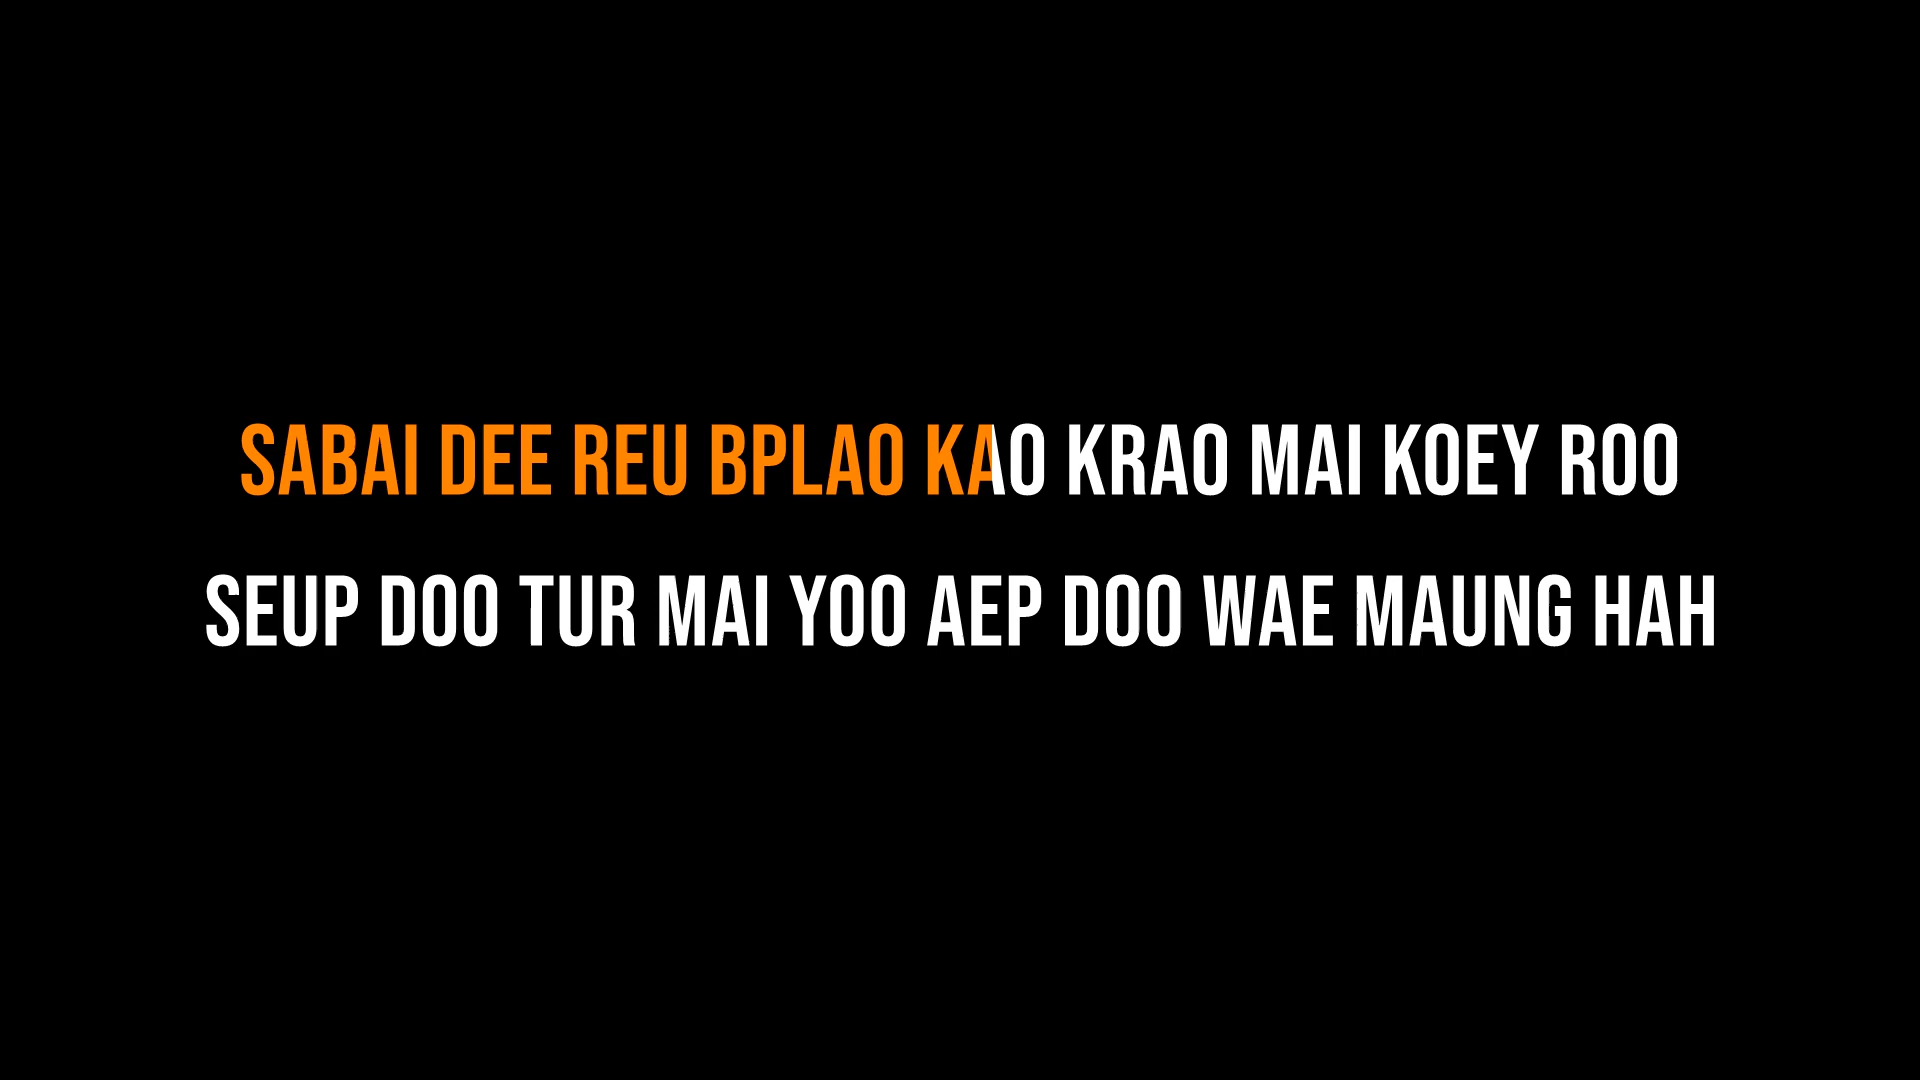 SABAI DEE REU BPLAO KAO KRAO MAI KOEY ROO
SEUP DOO TUR MAI YOO AEP DOO WAE MAUNG HAH